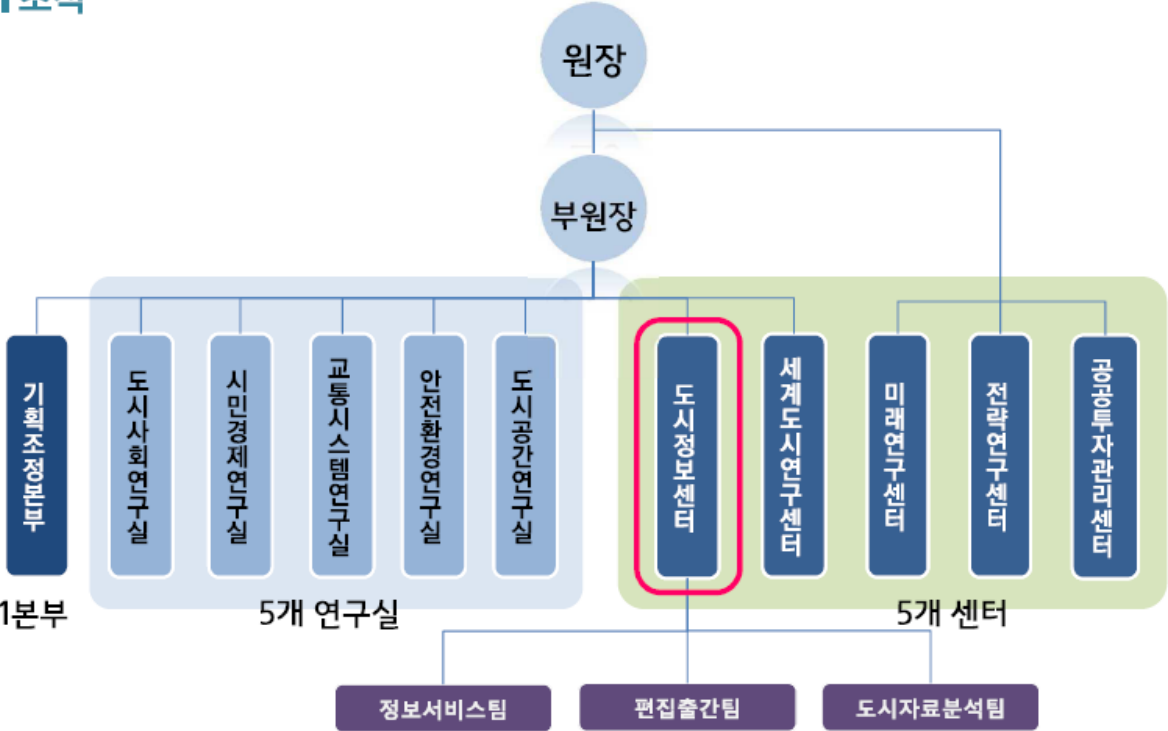 조직
원장
부원장
기획조정본부
도시사회연구실
시민경제연구실
교통시스템연구실
안전환경연구실
도시공간연구실
도시정보센터
세계도시연구센터
미래연구센터
전략연구센터
공공투자관리센터
1본부
5개 연구실
5개 센터
정보서비스팀
편집출간팀
도시자료분석팀